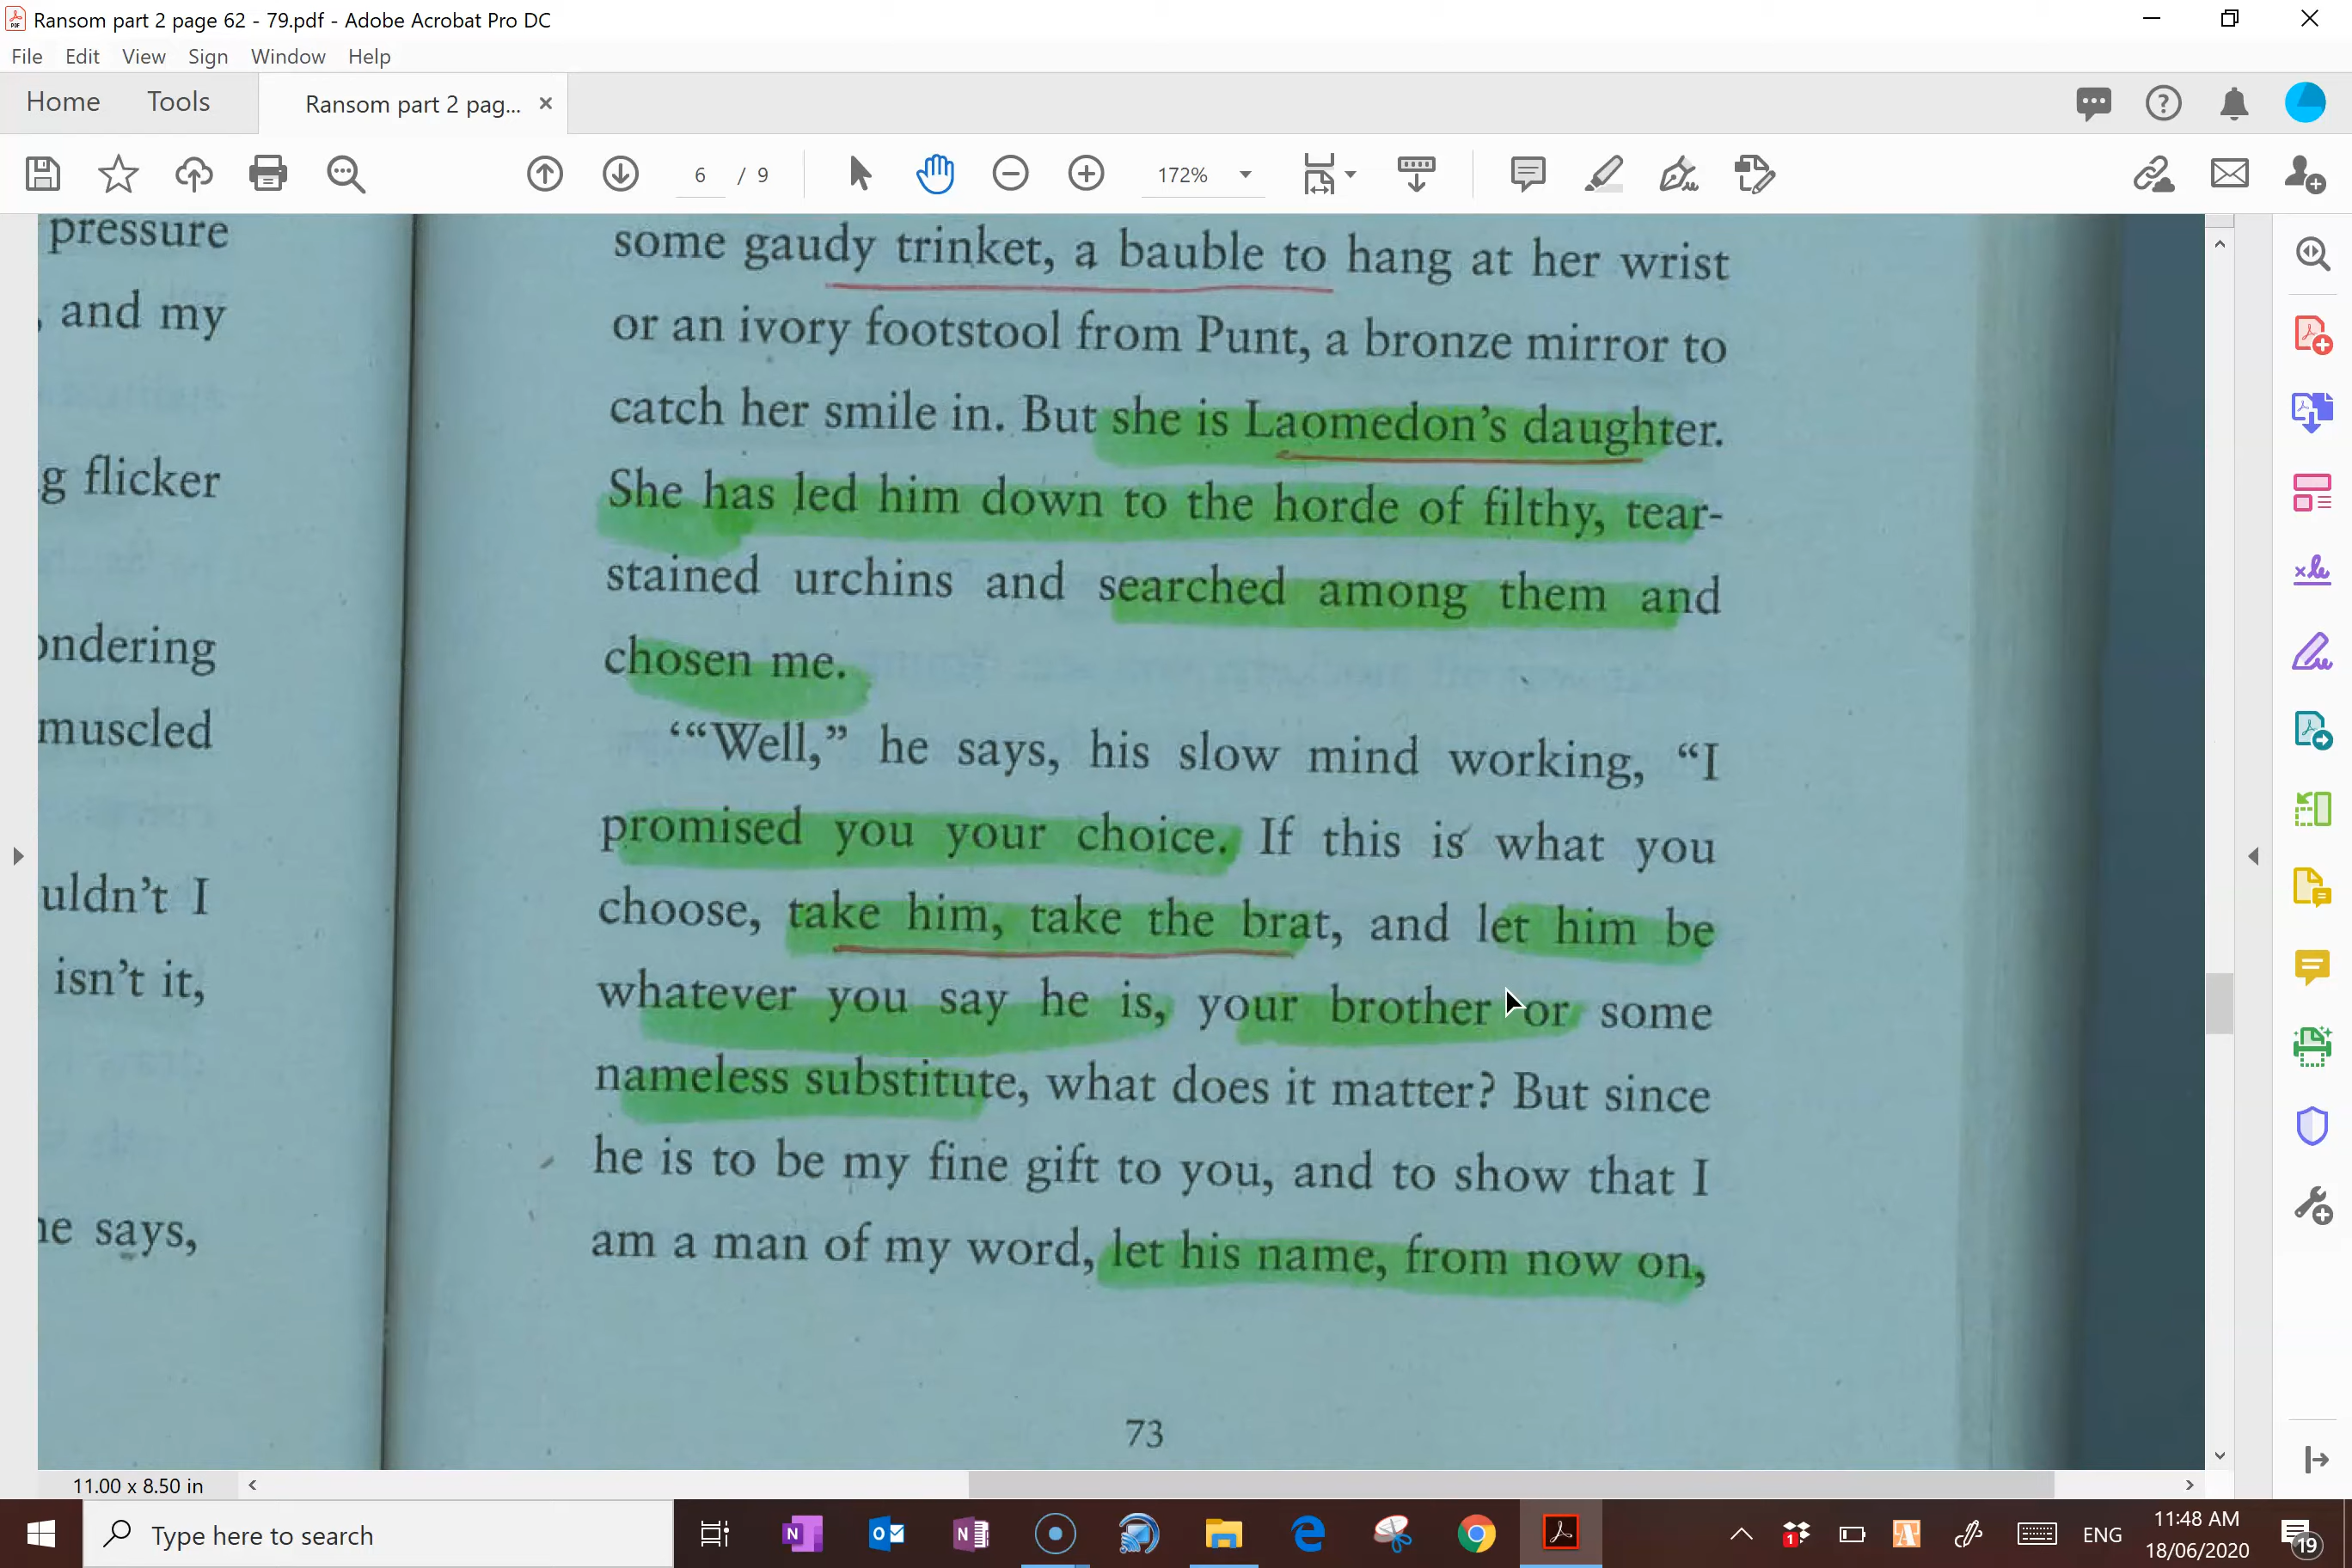 Ransom part 2 page 62 - 79.pdf - Adobe Acrobat Pro DC
File Edit View Sign Window Help
Home Tools Ransom part 2 pag...
6 / 9 172%
pressure
, and my
g flicker
ondering
muscled
uldn't I
isn't it,
he says,
some gaudy trinket, a bauble to hang at her wrist
or an ivory footstool from Punt, a bronze mirror to
catch her smile in. But she is Laomedon's daughter.
She has led him down to the horde of filthy, tear-
stained urchins and searched among them and
chosen me.
'“Well,” he says, his slow mind working, “I
promised you your choice. If this is what you
choose, take him, take the brat, and let him be
whatever you say he is, your brother or some
nameless substitute, what does it matter? But since
he is to be my fine gift to you, and to show that I
am a man of my word, let his name, from now on,
73
11.00 x 8.50 in
Type here to search
ENG
11:48 AM
18/06/2020
19